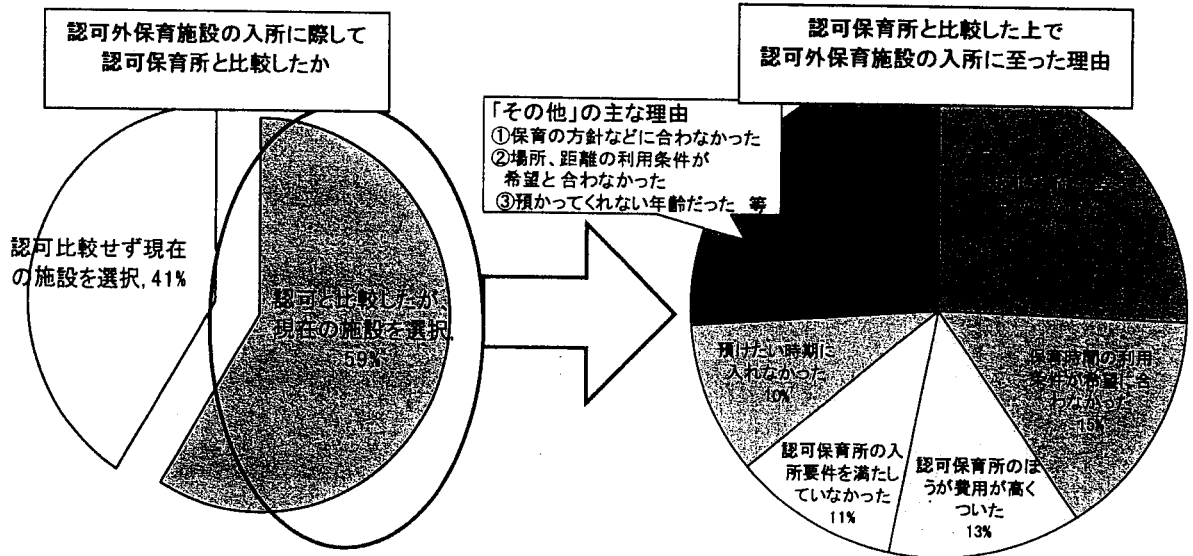 認可外保育施設の入所に際して
認可保育所と比較したか
認可比較せず現在
の施設を選択, 41%
認可と比較したが
現在の施設を選択,
59%
認可保育所と比較した上で
認可外保育施設の入所に至った理由
「その他」の主な理由
①保育の方針などに合わなかった
②場所、距離の利用条件が
希望と合わなかった
③預かってくれない年齢だった 等
保育時間の利用
条件が希望に合
わなかった
15%
認可保育所のほ
うが費用が高く
ついた
13%
認可保育所の入
所要件を満たし
ていなかった
11%
預けたい時期に
入れなかった
10%